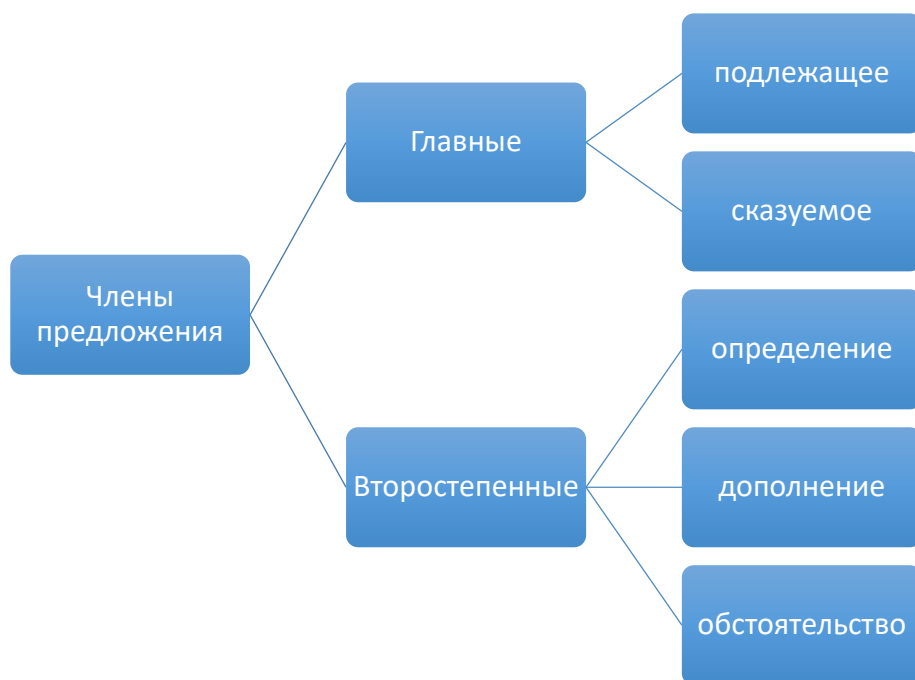 Члены
предложения
Главные
подлежащее
сказуемое
Второстепенные
определение
дополнение
обстоятельство